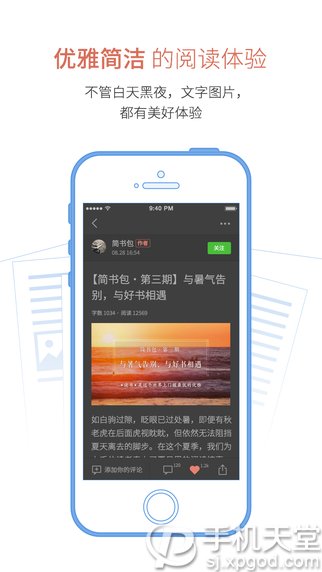 优雅简洁 的阅读体验
不管白天黑夜，文字图片，
都有美好体验
9:40 PM
简书包 作者
关注
08.28 16:54
【简书包・第三期】与暑气告
别，与好书相遇
字数 1034 · 阅读 12569
简书包・第三期
与暑气告别，与好书相遇
如白驹过隙，眨眼已过处暑，即便有秋
老虎在后面虎视眈眈，但依然无法阻挡
夏天离去的脚步。在这个夏季，我们为
添加你的评论
120
1.2k
手机天堂
sj.xpgod.com